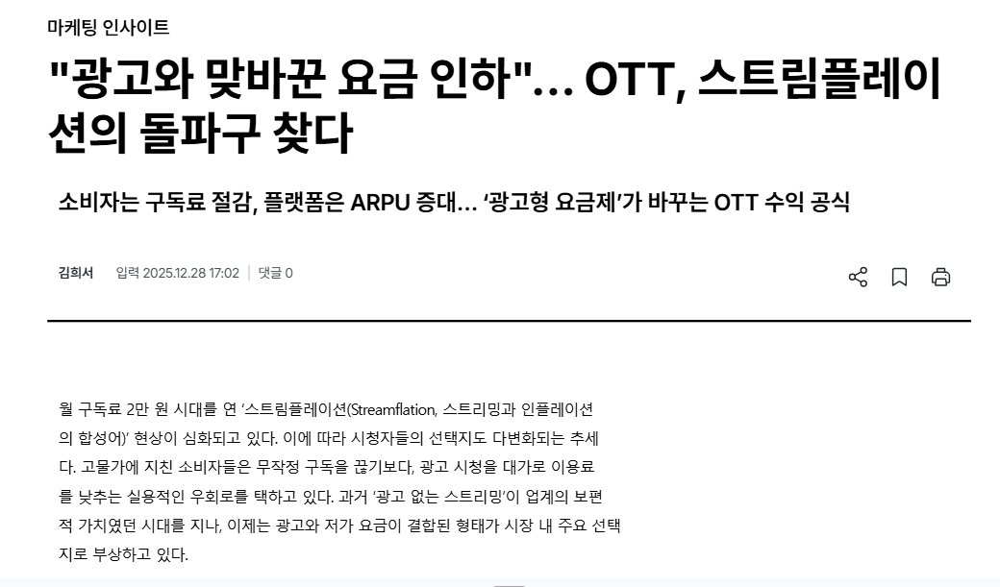 마케팅 인사이트
"광고와 맞바꾼 요금 인하"... OTT, 스트림플레이
션의 돌파구 찾다
소비자는 구독료 절감, 플랫폼은 ARPU 증대... ‘광고형 요금제’가 바꾸는 OTT 수익 공식
김희서 입력 2025.12.28 17:02 댓글 0
월 구독료 2만 원 시대를 연 ‘스트림플레이션(Streamflation, 스트리밍과 인플레이션
의 합성어)’ 현상이 심화되고 있다. 이에 따라 시청자들의 선택지도 다변화되는 추세
다. 고물가에 지친 소비자들은 무작정 구독을 끊기보다, 광고 시청을 대가로 이용료
를 낮추는 실용적인 우회로를 택하고 있다. 과거 ‘광고 없는 스트리밍’이 업계의 보편
적 가치였던 시대를 지나, 이제는 광고와 저가 요금이 결합된 형태가 시장 내 주요 선택
지로 부상하고 있다.